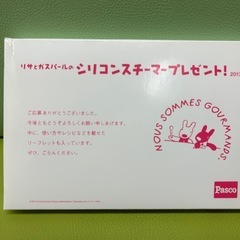 リサとガスパールの シリコンスチーマープレゼント! 201
ご応募ありがとうございました。
今後ともどうぞよろしくお願い申しあげます。
中に、使い方やレシピなどを載せた
リーフレットも入っています。
ぜひ、ごらんください。
NOUS SOMMES GOURMANDS.
Pasco